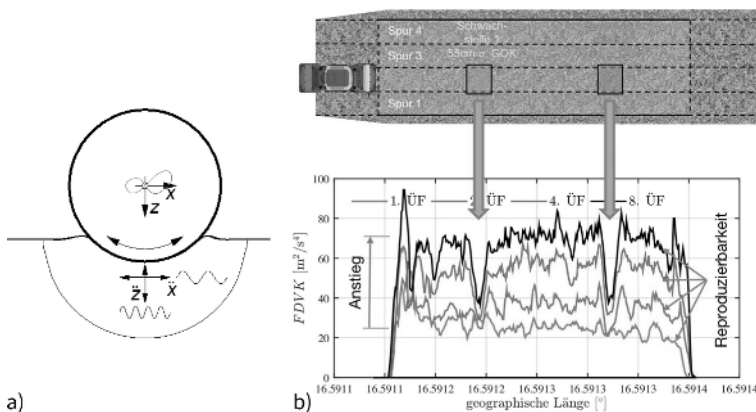 a)
x
z
ẍ
z̈
b)
Spur 4
Schwach-
stelle 1
Spur 3
55cm u. GOK
Spur 1
1. ÜF
2. ÜF
4. ÜF
8. ÜF
100
80
60
40
20
0
FDVK [m²/s⁴]
Anstieg
Reproduzierbarkeit
16.5911 16.5911 16.5912 16.5912 16.5913 16.5913 16.5914 16.5914
geographische Länge [°]